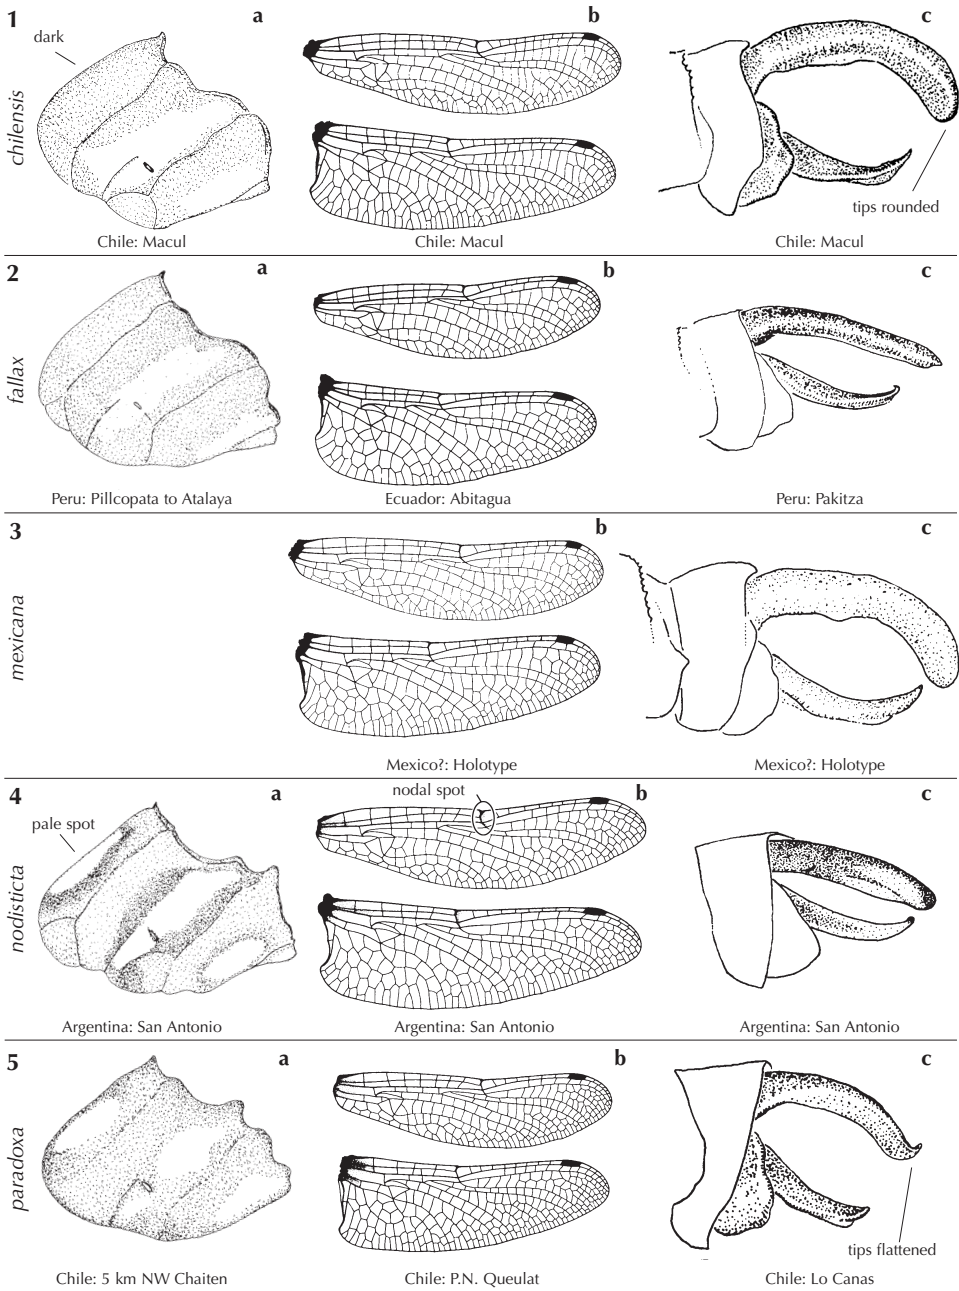 1 a b c
dark
chilensis
tips rounded
Chile: Macul Chile: Macul Chile: Macul
2 a b c
fallax
Peru: Pillcopata to Atalaya Ecuador: Abitagua Peru: Pakitza
3 b c
mexicana
Mexico?: Holotype Mexico?: Holotype
4 a b c
nodal spot
pale spot
nodisticta
Argentina: San Antonio Argentina: San Antonio Argentina: San Antonio
5 a b c
paradoxa
tips flattened
Chile: 5 km NW Chaiten Chile: P.N. Queulat Chile: Lo Canas